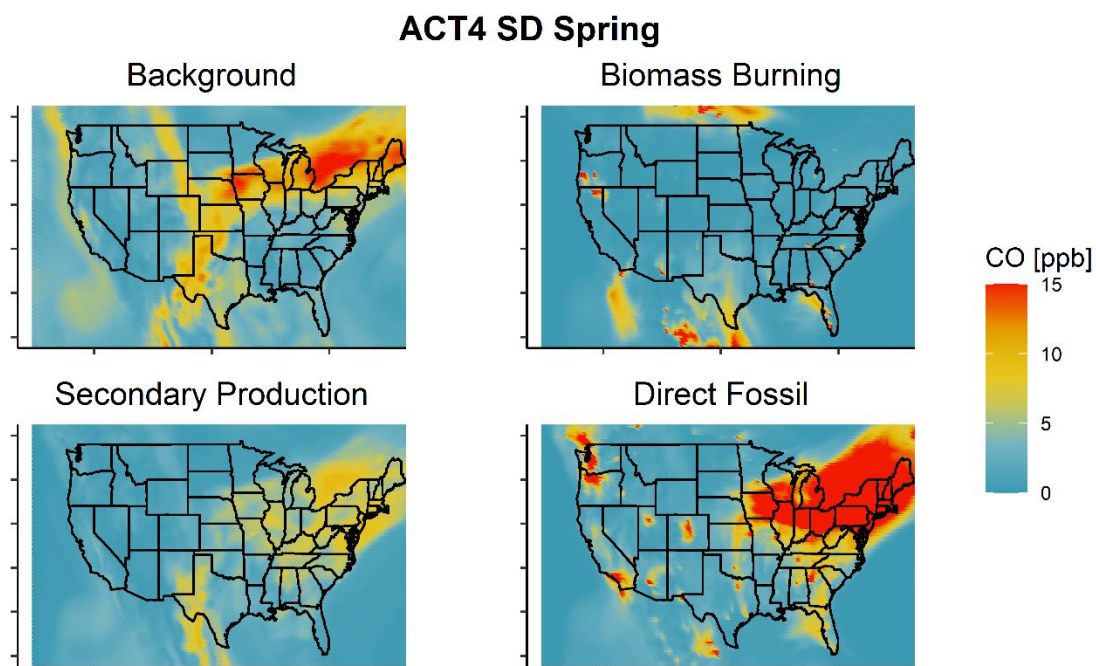 ACT4 SD Spring
Background
Biomass Burning
Secondary Production
Direct Fossil
CO [ppb]
15
10
5
0